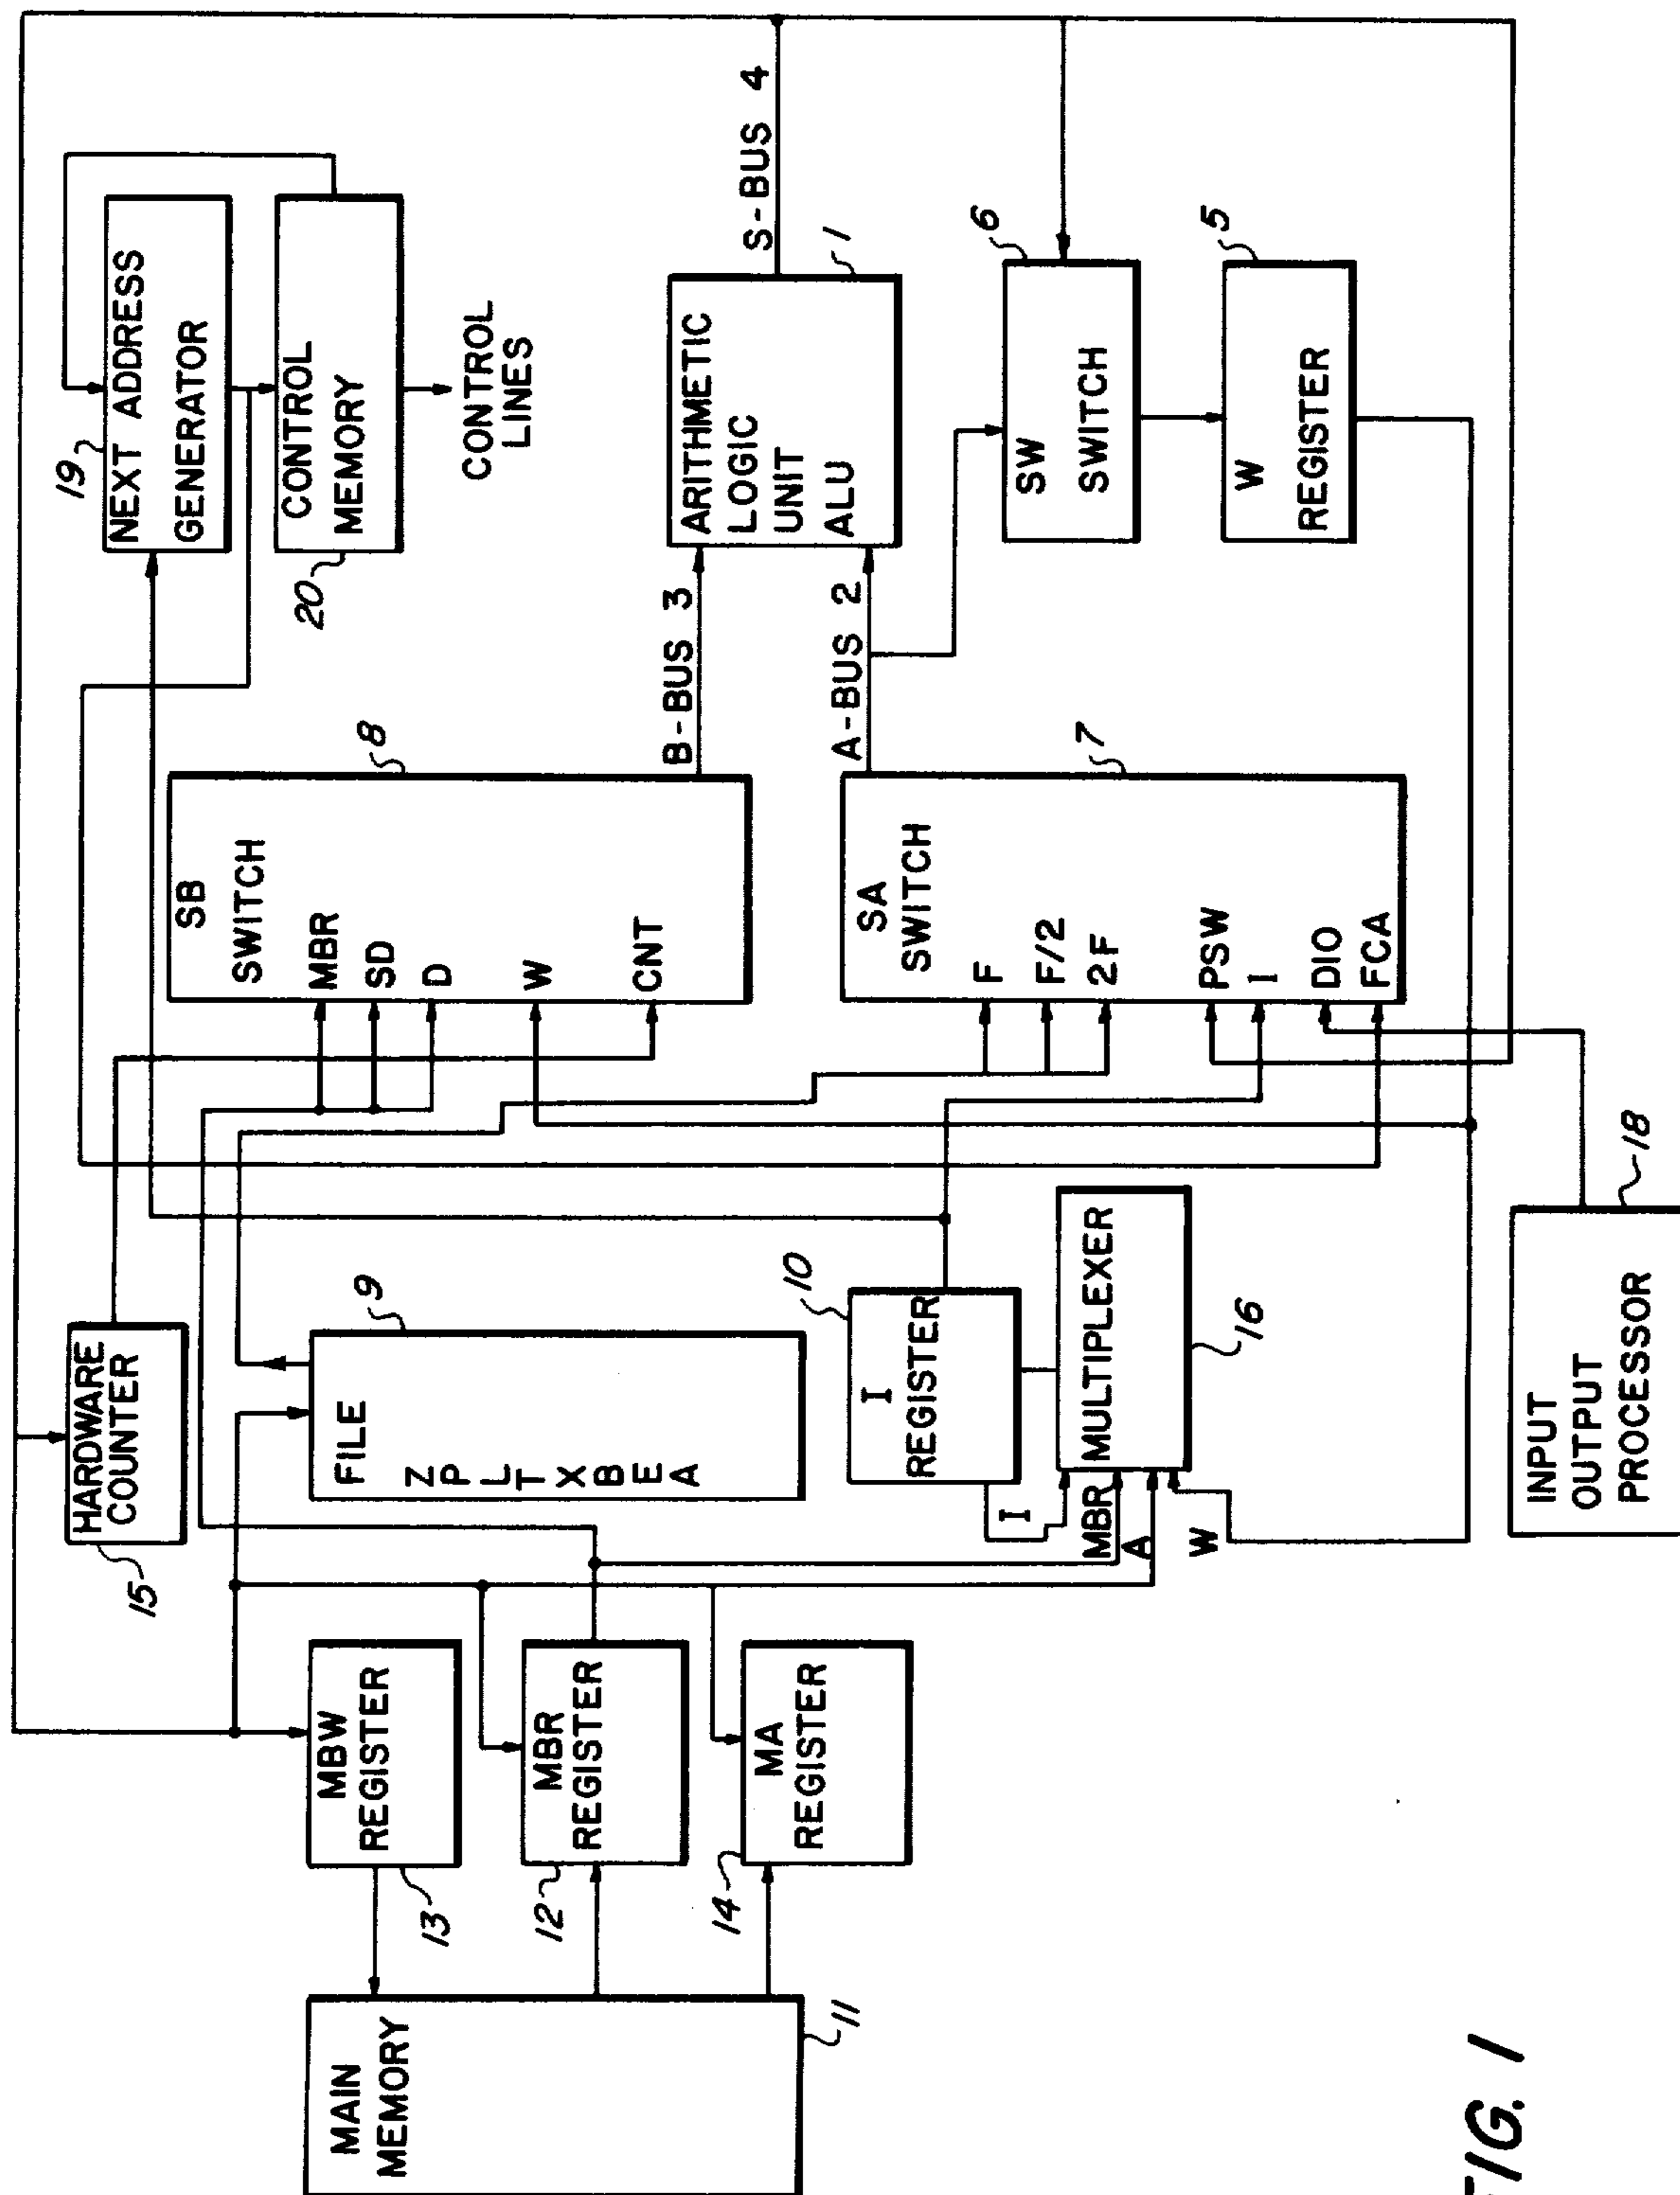 MAIN
MEMORY
11
MBW
REGISTER
13
MBR
REGISTER
12
MA
REGISTER
14
HARDWARE
COUNTER
15
FILE
Z
P
L
T
X
B
E
A
9
I
REGISTER
10
MULTIPLEXER
16
I
MBR
A
W
INPUT
OUTPUT
PROCESSOR
18
SB
SWITCH
MBR
SD
D
W
CNT
8
SA
SWITCH
F
F/2
2F
PSW
I
DIO
FCA
7
B-BUS 3
A-BUS 2
NEXT ADDRESS
GENERATOR
19
CONTROL
MEMORY
20
CONTROL
LINES
ARITHMETIC
LOGIC
UNIT
ALU
1
S-BUS 4
SW
SWITCH
6
W
REGISTER
5
FIG. 1